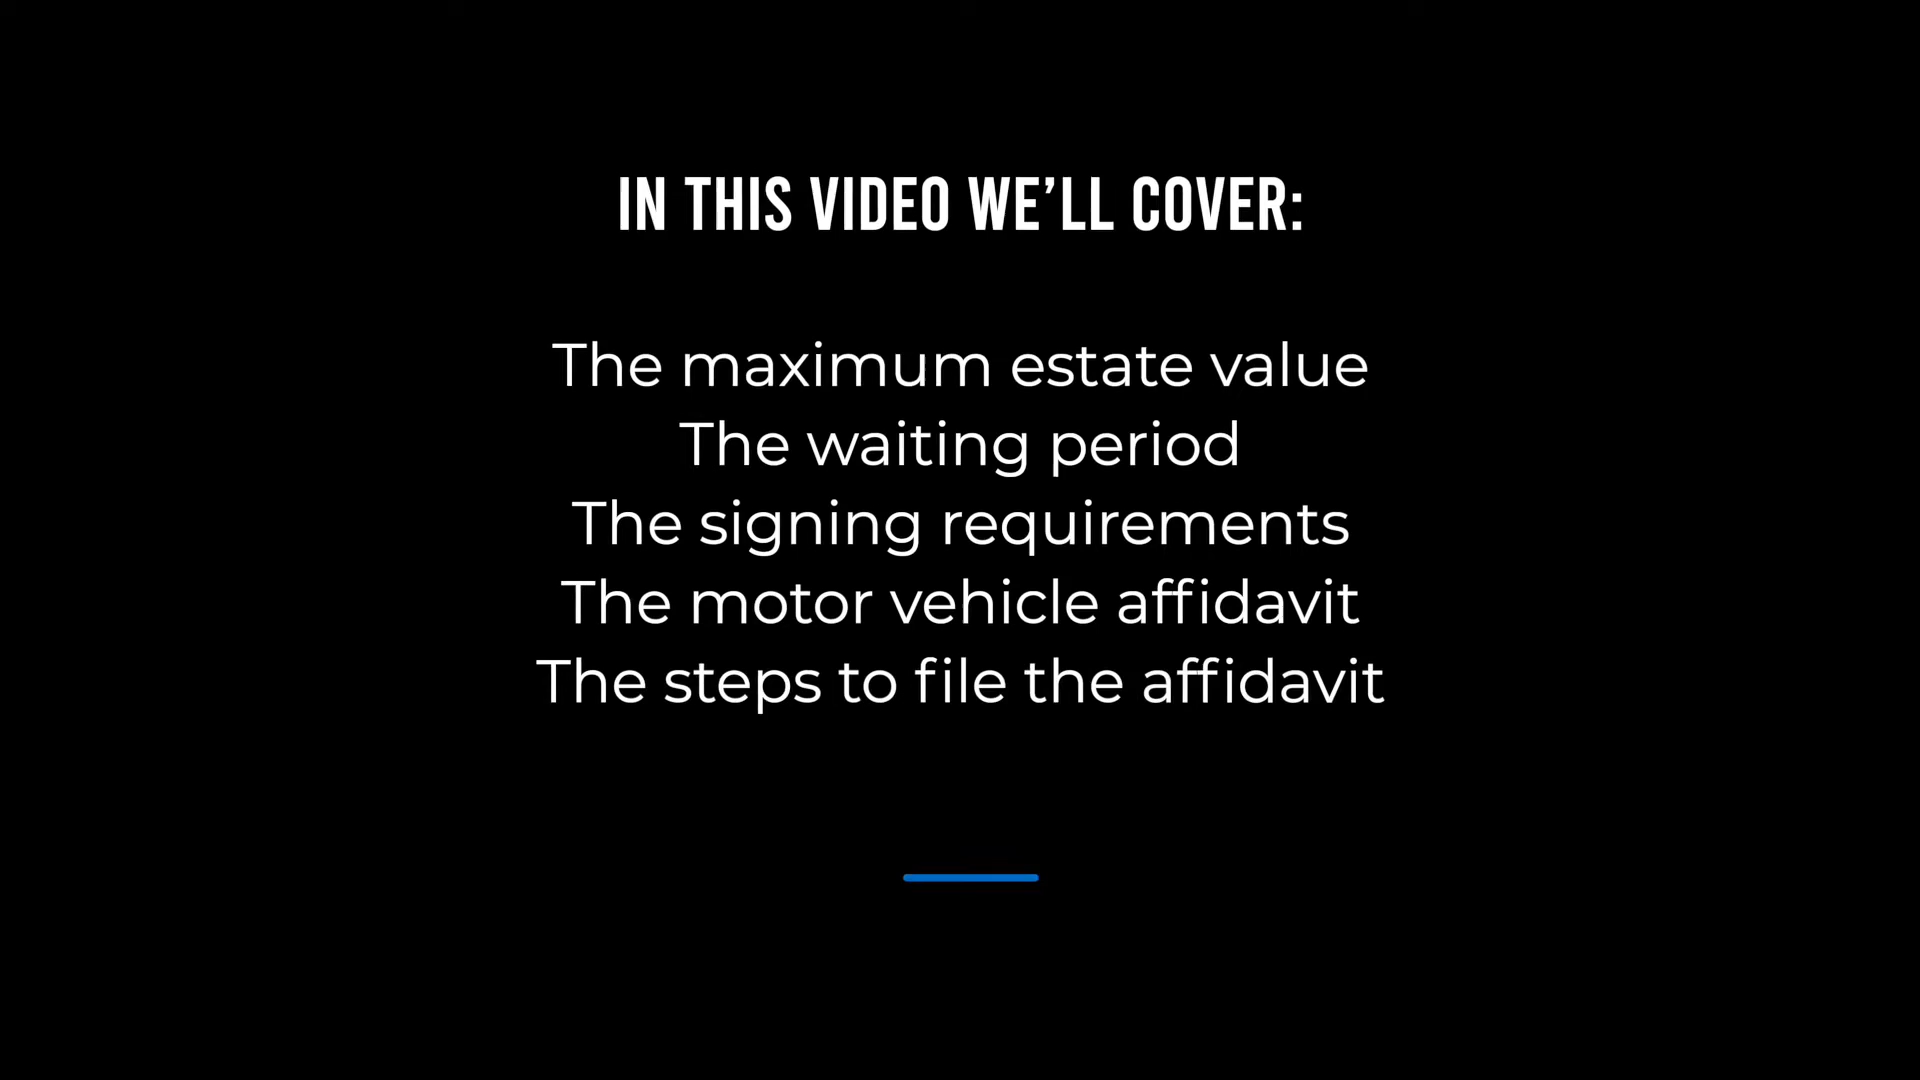 IN THIS VIDEO WE’LL COVER:
The maximum estate value
The waiting period
The signing requirements
The motor vehicle affidavit
The steps to file the affidavit